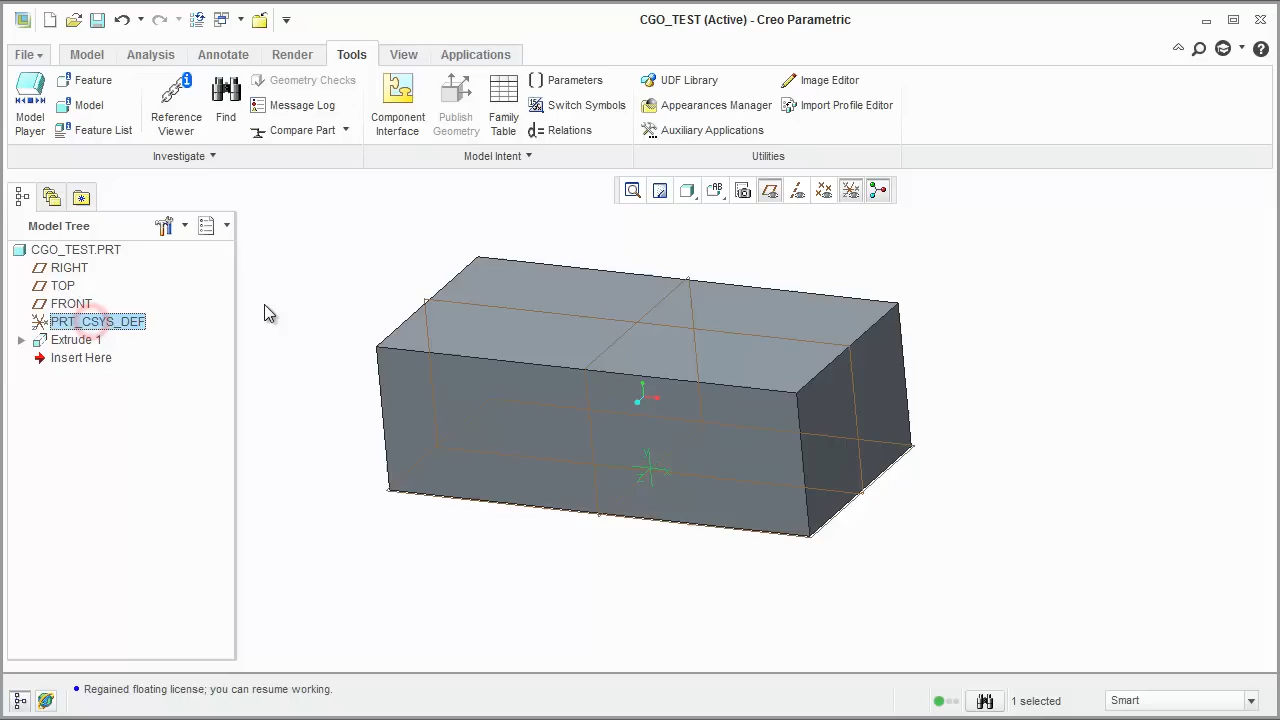 CGO_TEST (Active) - Creo Parametric
File Model Analysis Annotate Render Tools View Applications
Model Player
Feature
Model
Feature List
Reference Viewer
Find
Geometry Checks
Message Log
Compare Part
Component Interface
Publish Geometry
Family Table
Parameters
Switch Symbols
d= Relations
UDF Library
Appearances Manager
Auxiliary Applications
Image Editor
Import Profile Editor
Investigate
Model Intent
Utilities
Model Tree
CGO_TEST.PRT
RIGHT
TOP
FRONT
PRT_CSYS_DEF
Extrude 1
Insert Here
Y
X
Z
Regained floating license; you can resume working.
1 selected
Smart